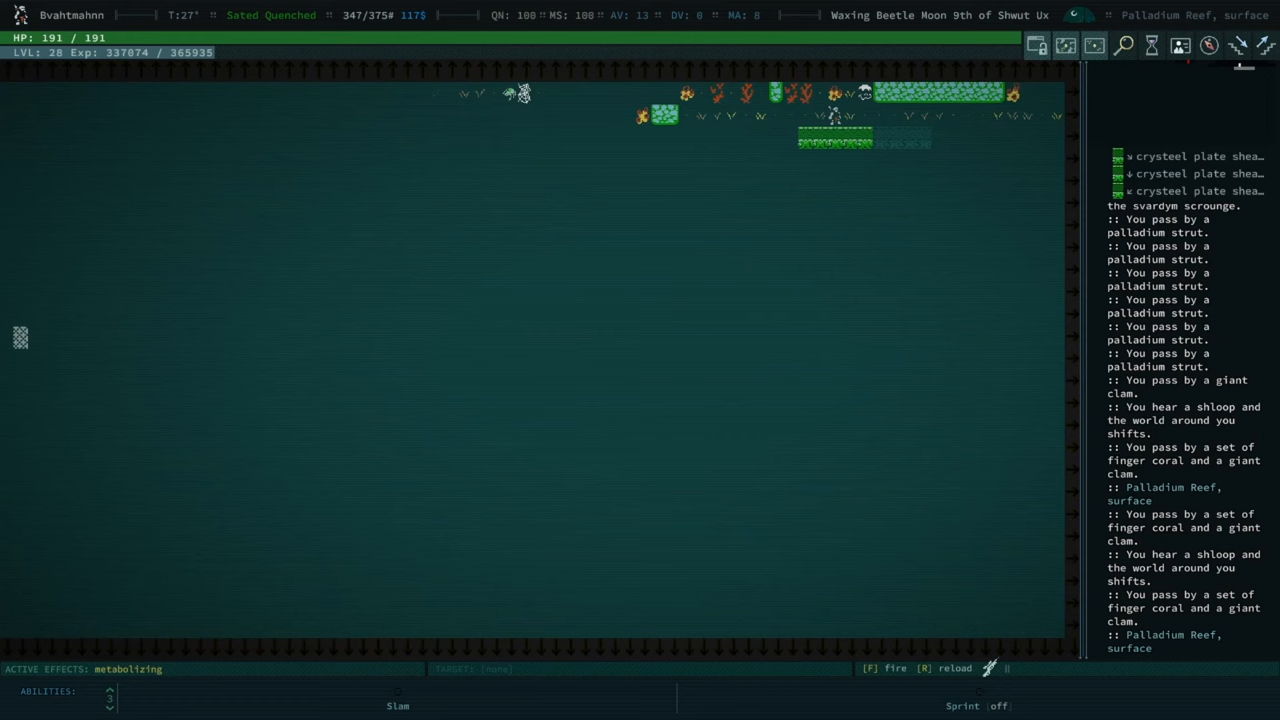 Bvahtmahnn T:27° Sated Quenched 347/375# 117$ QN: 100 MS: 100 AV: 13 DV: 0 MA: 8 Waxing Beetle Moon 9th of Shwut Ux Palladium Reef, surface
HP: 191 / 191
LVL: 28 Exp: 337074 / 365935
crysteel plate shea…
crysteel plate shea…
crysteel plate shea…
the svardym scrounge.
:: You pass by a
palladium strut.
:: You pass by a
palladium strut.
:: You pass by a
palladium strut.
:: You pass by a
palladium strut.
:: You pass by a
palladium strut.
:: You pass by a
palladium strut.
:: You pass by a giant
clam.
:: You hear a shloop and
the world around you
shifts.
:: You pass by a set of
finger coral and a giant
clam.
:: Palladium Reef,
surface
:: You pass by a set of
finger coral and a giant
clam.
:: You hear a shloop and
the world around you
shifts.
:: You pass by a set of
finger coral and a giant
clam.
:: Palladium Reef,
surface
ACTIVE EFFECTS: metabolizing TARGET: [none] [F] fire [R] reload
ABILITIES: 3 Slam Sprint [off]